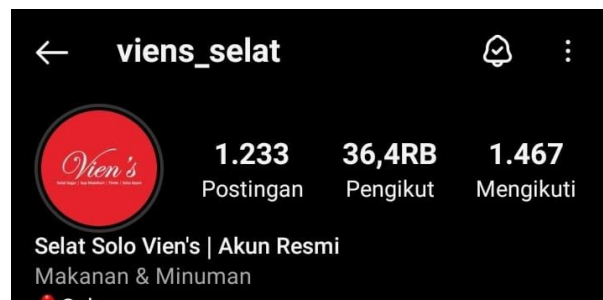 viens_selat
Vien's
1.233 36,4RB 1.467
Postingan Pengikut Mengikuti
Selat Solo Vien's | Akun Resmi
Makanan & Minuman